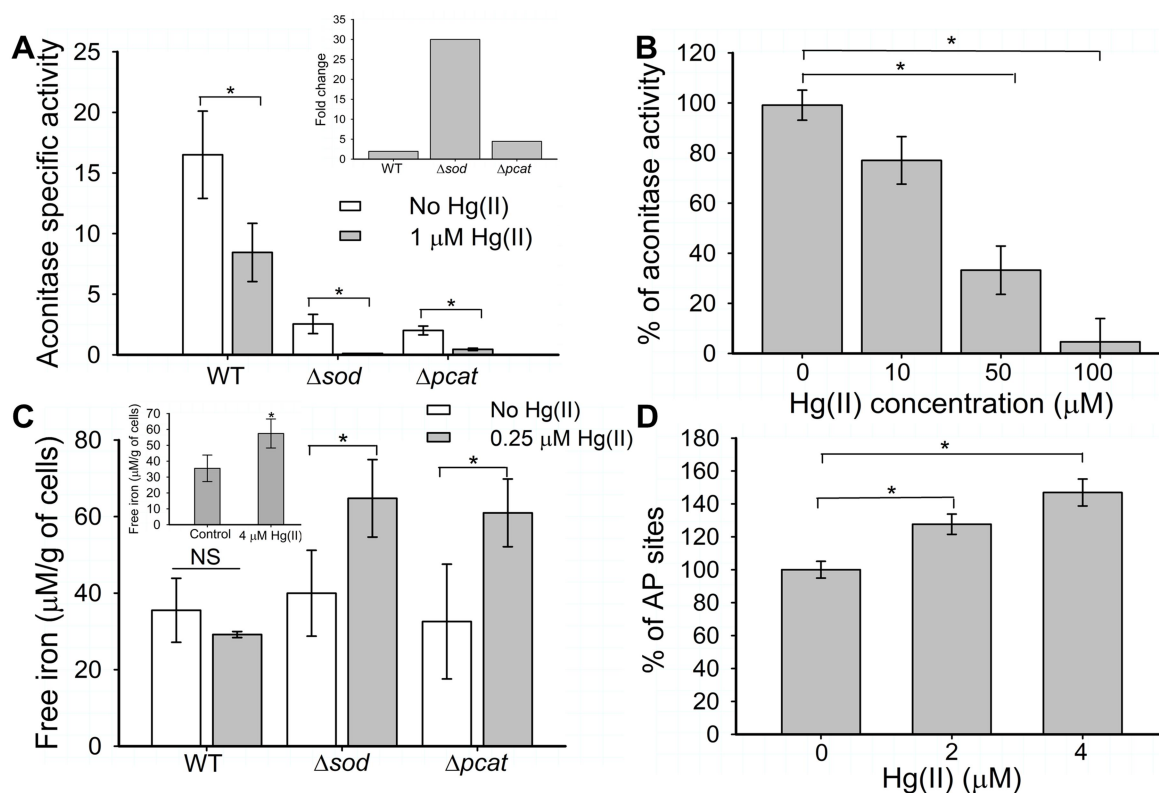 A
Aconitase specific activity
25
20
15
10
5
0
WT
Δsod
Δpcat
*
*
*
Fold change
35
30
25
20
15
10
5
0
WT
Δsod
Δpcat
No Hg(II)
1 μM Hg(II)
B
% of aconitase activity
120
100
80
60
40
20
0
*
*
0
10
50
100
Hg(II) concentration (μM)
C
Free iron (μM/g of cells)
80
60
40
20
0
Free iron (μM/g of cells)
70
60
50
40
30
20
10
0
*
Control
4 μM Hg(II)
No Hg(II)
0.25 μM Hg(II)
NS
*
*
WT
Δsod
Δpcat
D
% of AP sites
180
160
140
120
100
80
60
40
20
0
*
*
0
2
4
Hg(II) (μM)